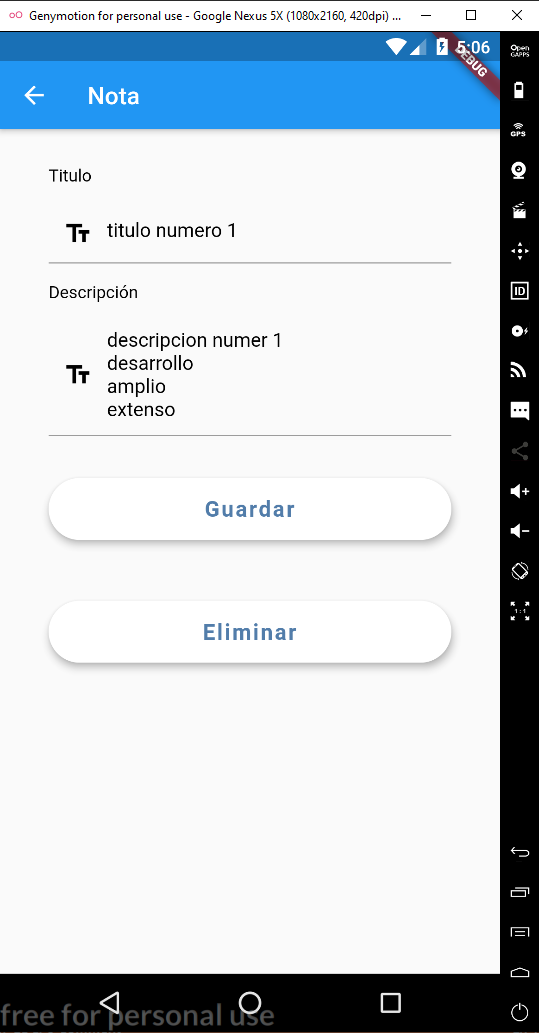 Genymotion for personal use - Google Nexus 5X (1080x2160, 420dpi) ...
5:06
DEBUG
Open
GAPPS
Nota
GPS
Titulo
titulo numero 1
ID
Descripción
descripcion numer 1
desarrollo
amplio
extenso
Guardar
1:1
Eliminar
free for personal use